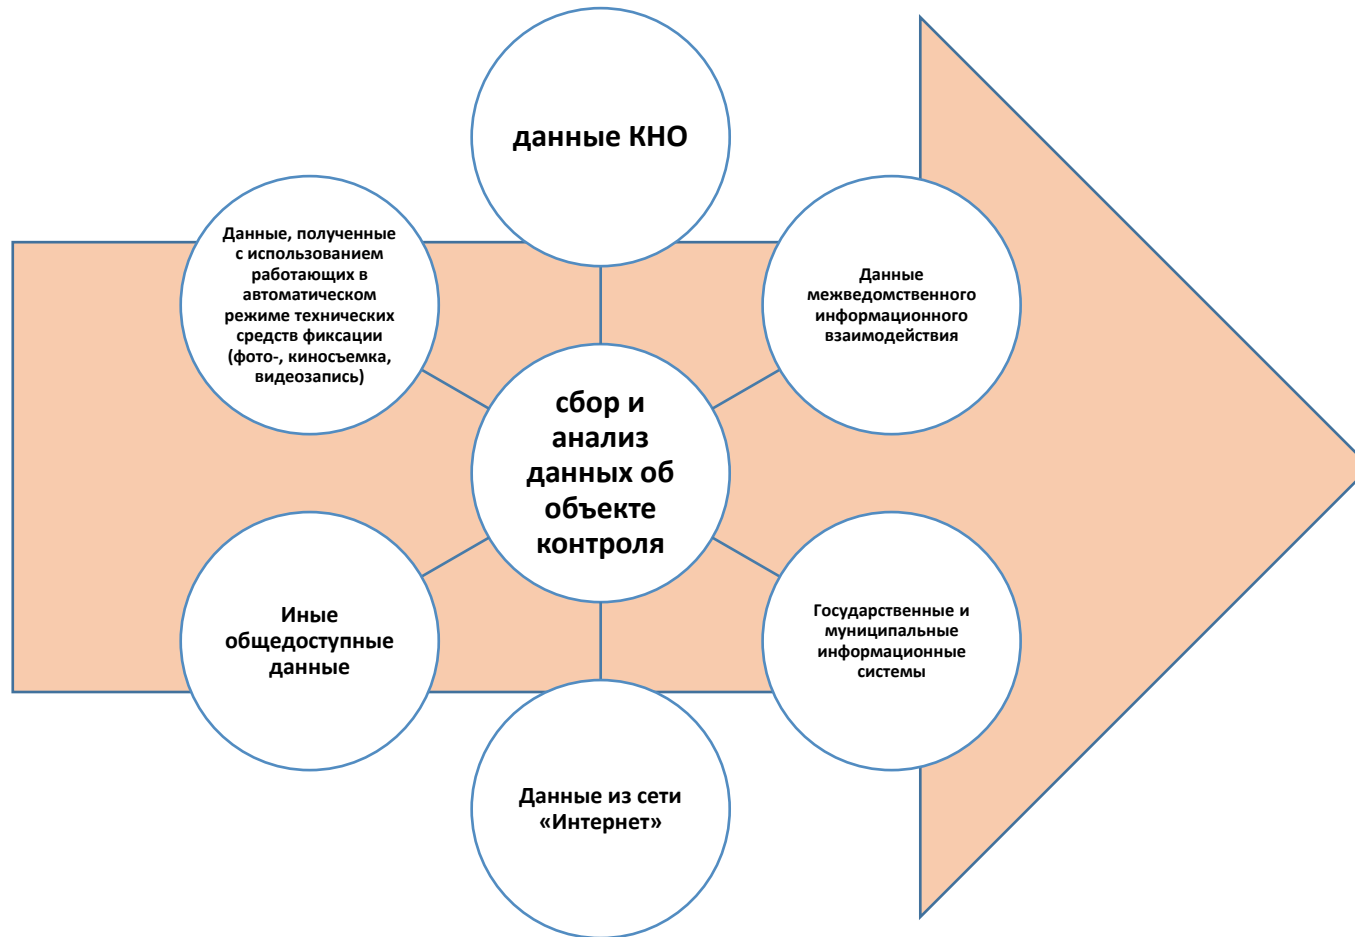 данные КНО
Данные, полученные
с использованием
работающих в
автоматическом
режиме технических
средств фиксации
(фото-, киносъемка,
видеозапись)
Данные
межведомственного
информационного
взаимодействия
сбор и
анализ
данных об
объекте
контроля
Иные
общедоступные
данные
Государственные и
муниципальные
информационные
системы
Данные из сети
«Интернет»